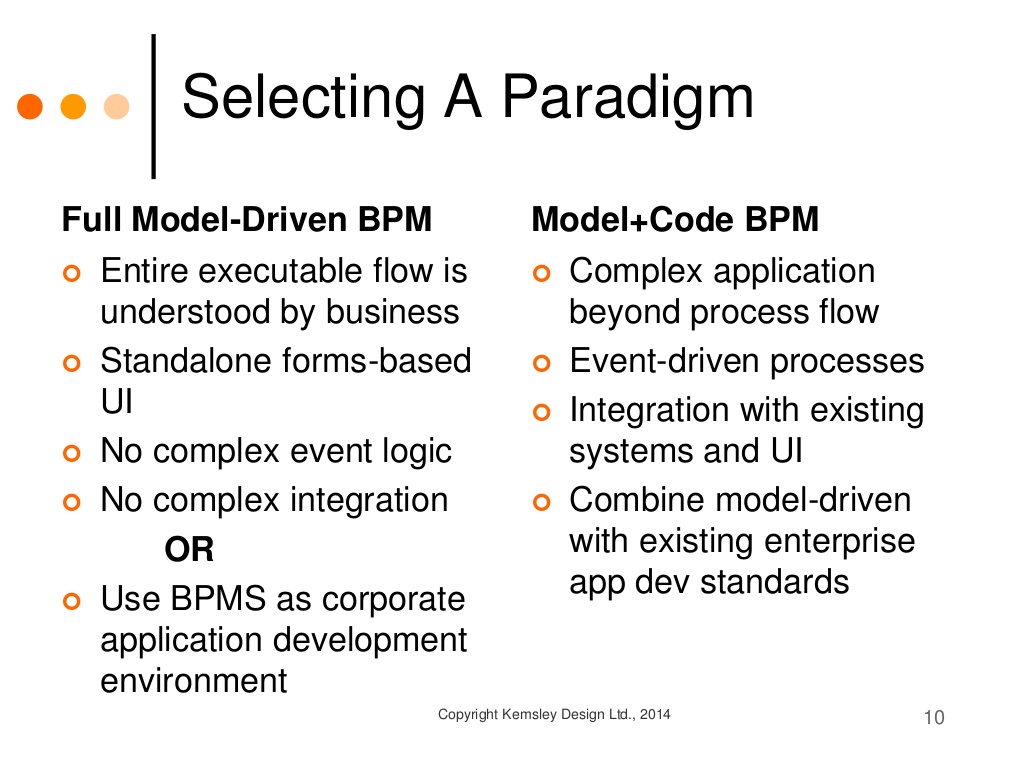 Selecting A Paradigm
Full Model-Driven BPM
Entire executable flow is
understood by business
Standalone forms-based
UI
No complex event logic
No complex integration
OR
Use BPMS as corporate
application development
environment
Model+Code BPM
Complex application
beyond process flow
Event-driven processes
Integration with existing
systems and UI
Combine model-driven
with existing enterprise
app dev standards
Copyright Kemsley Design Ltd., 2014
10